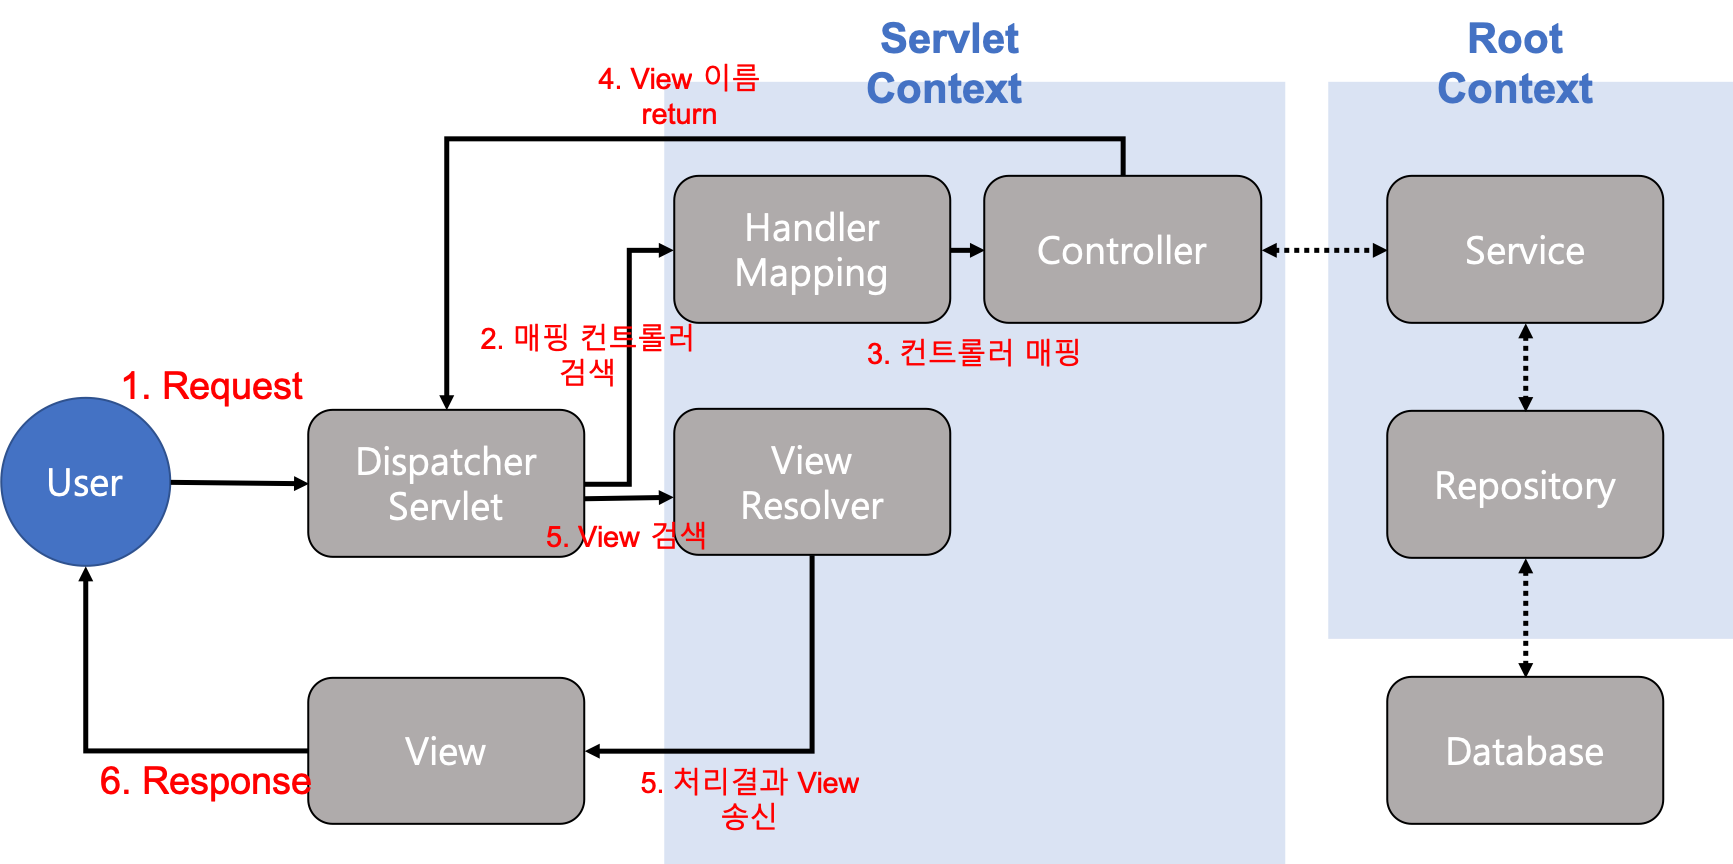 Servlet
Context
Root
Context
4. View 이름
return
Handler
Mapping
Controller
Service
2. 매핑 컨트롤러
검색
3. 컨트롤러 매핑
1. Request
User
Dispatcher
Servlet
View
Resolver
Repository
5. View 검색
View
Database
6. Response
5. 처리결과 View
송신